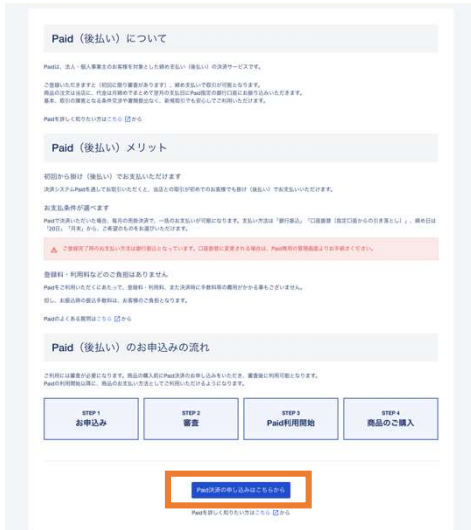 Paid（後払い）について
Paidは、法人・個人事業主のお客様を対象とした締め支払い（後払い）の決済サービスです。
ご登録いただきますと（初回に限り審査があります）、締め支払いで取引が可能となります。
商品の注文は当店に、代金は月締めでまとめて翌月の支払日にPaid指定の銀行口座にお振り込みいただきます。
基本、取引の障害となる条件交渉や書類提出なく、新規取引でも安心してご利用いただけます。
Paidを詳しく知りたい方はこちら から
Paid（後払い）メリット
初回から掛け（後払い）でお支払いただけます
決済システムPaidを通してお取引いただくと、当店との取引が初めてのお客様でも掛け（後払い）でお支払いいただけます。
お支払条件が選べます
Paidで決済いただいた場合、毎月の売掛決済で、一括のお支払いが可能になります。支払い方法は「銀行振込」、「口座振替（指定口座からの引き落とし）」、締め日は
「20日」「月末」から、ご希望のものをお選びいただけます。
ご登録完了時のお支払い方法は銀行振込となっています。口座振替に変更される場合は、Paid専用の管理画面よりお手続きください。
登録料・利用料などのご負担はありません
Paidをご利用いただくにあたって、登録料・利用料、また決済時に手数料等の費用がかかる事もございません。
但し、お振込時の振込手数料は、お客様のご負担となります。
Paidのよくある質問はこちら から
Paid（後払い）のお申込みの流れ
ご利用には審査が必要になります。商品の購入前にPaid決済のお申し込みをいただき、審査後に利用可能となります。
Paidの利用開始以降に、商品のお支払い方法としてご利用いただけるようになります。
STEP 1
お申込み
STEP 2
審査
STEP 3
Paid利用開始
STEP 4
商品のご購入
Paid決済の申し込みはこちらから
Paidを詳しく知りたい方はこちら から